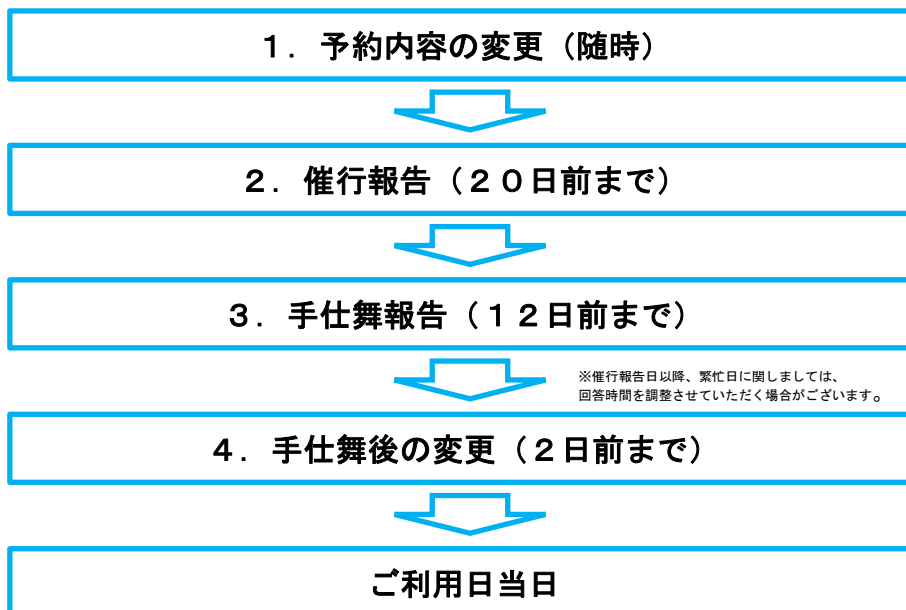 １．予約内容の変更（随時）
２．催行報告（２０日前まで）
３．手仕舞報告（１２日前まで）
※催行報告日以降、繁忙日に関しましては、
回答時間を調整させていただく場合がございます。
４．手仕舞後の変更（２日前まで）
ご利用日当日